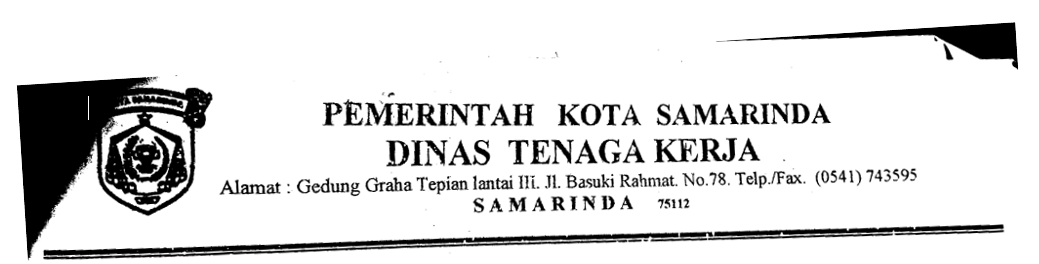 PEMERINTAH KOTA SAMARINDA
DINAS TENAGA KERJA
Alamat : Gedung Graha Tepian lantai III. Jl. Basuki Rahmat. No.78. Telp./Fax. (0541) 743595
SAMARINDA 75112